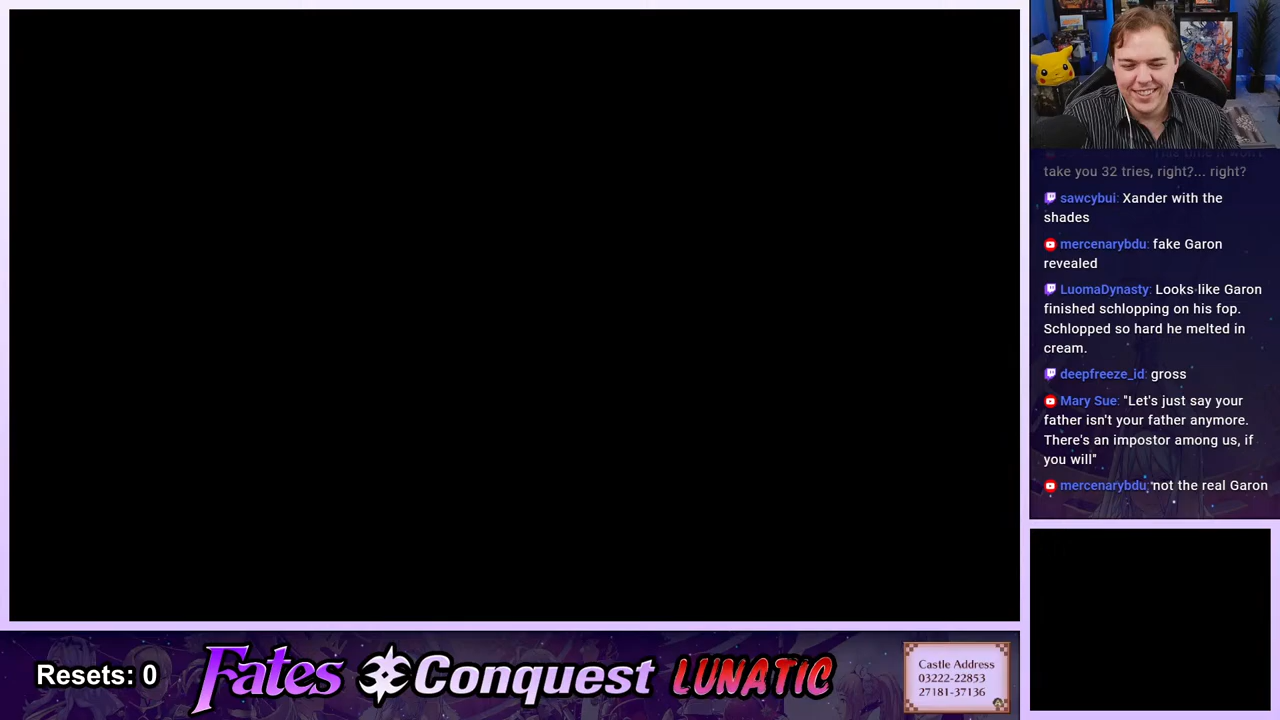 take you 32 tries, right?... right?
sawcybui: Xander with the
shades
mercenarybdu: fake Garon
revealed
LuomaDynasty: Looks like Garon
finished schlopping on his fop.
Schlopped so hard he melted in
cream.
deepfreeze_id: gross
Mary Sue: "Let's just say your
father isn't your father anymore.
There's an impostor among us, if
you will"
mercenarybdu: not the real Garon
Resets: 0
Fates Conquest LUNATIC
Castle Address
03222-22853
27181-37136